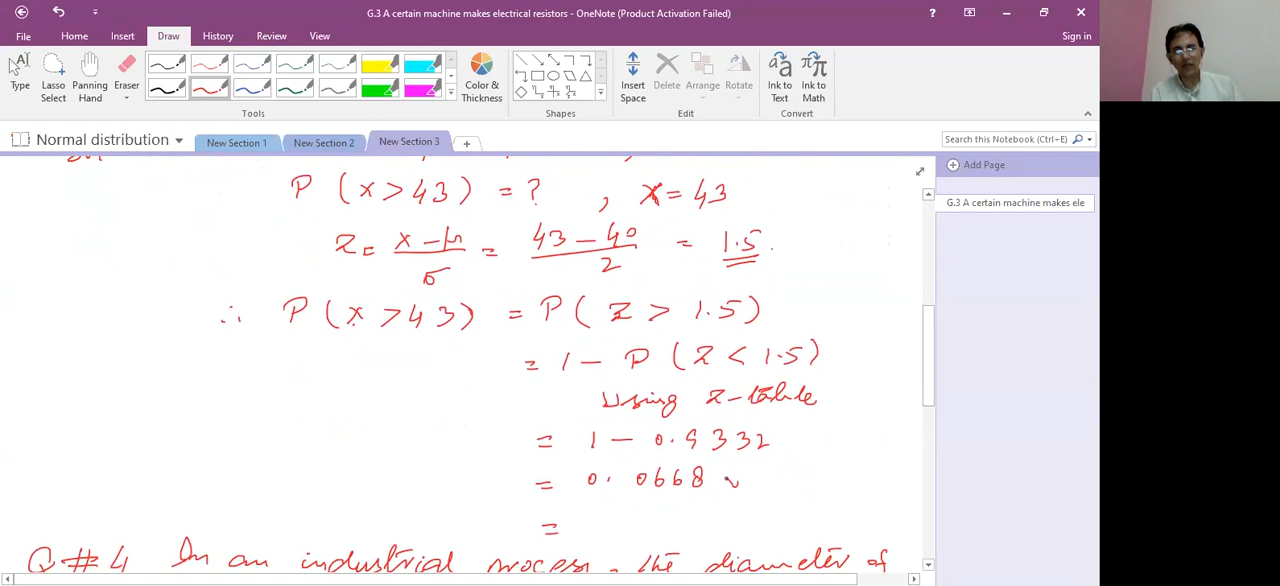 G.3 A certain machine makes electrical resistors - OneNote (Product Activation Failed)
File Home Insert Draw History Review View Sign in
Type Lasso Select Panning Hand Eraser Color & Thickness Insert Space Delete Arrange Rotate Ink to Text Ink to Math
Tools Shapes Edit Convert
Normal distribution New Section 1 New Section 2 New Section 3 Search this Notebook (Ctrl+E)
Add Page
G.3 A certain machine makes ele
P (x > 43) = ? , x = 43
Z = x - μ / σ = 43 - 40 / 2 = 1.5
∴ P (x > 43) = P ( Z > 1.5)
= 1 - P (Z < 1.5)
Using z-table
= 1 - 0.9332
= 0.0668
=
Q # 4 In an industrial process, the diameter of